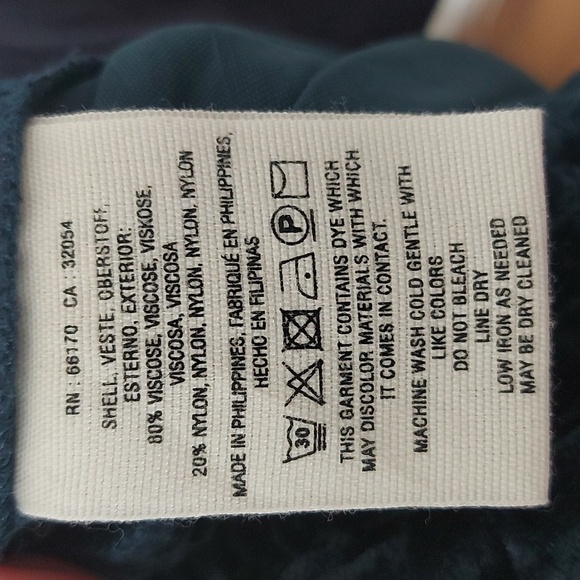 RN : 66170 CA : 32054
SHELL, VESTE, OBERSTOFF,
ESTERNO, EXTERIOR:
80% VISCOSE, VISCOSE, VISKOSE,
VISCOSA, VISCOSA
20% NYLON, NYLON, NYLON, NYLON, NYLON
MADE IN PHILIPPINES, FABRIQUÉ EN PHILIPPINES,
HECHO EN FILIPINAS
30 P
THIS GARMENT CONTAINS DYE WHICH
MAY DISCOLOR MATERIALS WITH WHICH
IT COMES IN CONTACT.
MACHINE WASH COLD GENTLE WITH
LIKE COLORS
DO NOT BLEACH
LINE DRY
LOW IRON AS NEEDED
MAY BE DRY CLEANED